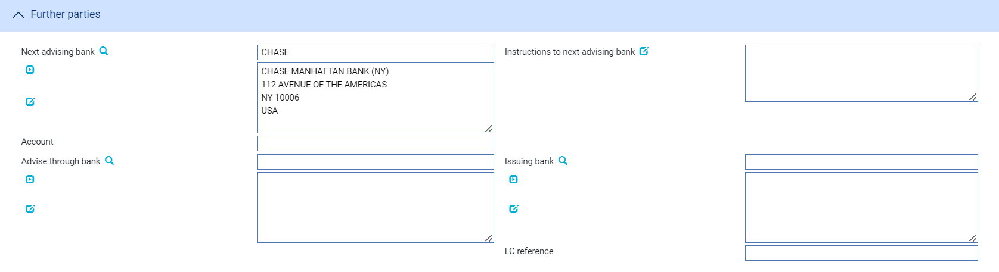 Further parties
Next advising bank
CHASE
Instructions to next advising bank
CHASE MANHATTAN BANK (NY)
112 AVENUE OF THE AMERICAS
NY 10006
USA
Account
Advise through bank
Issuing bank
LC reference